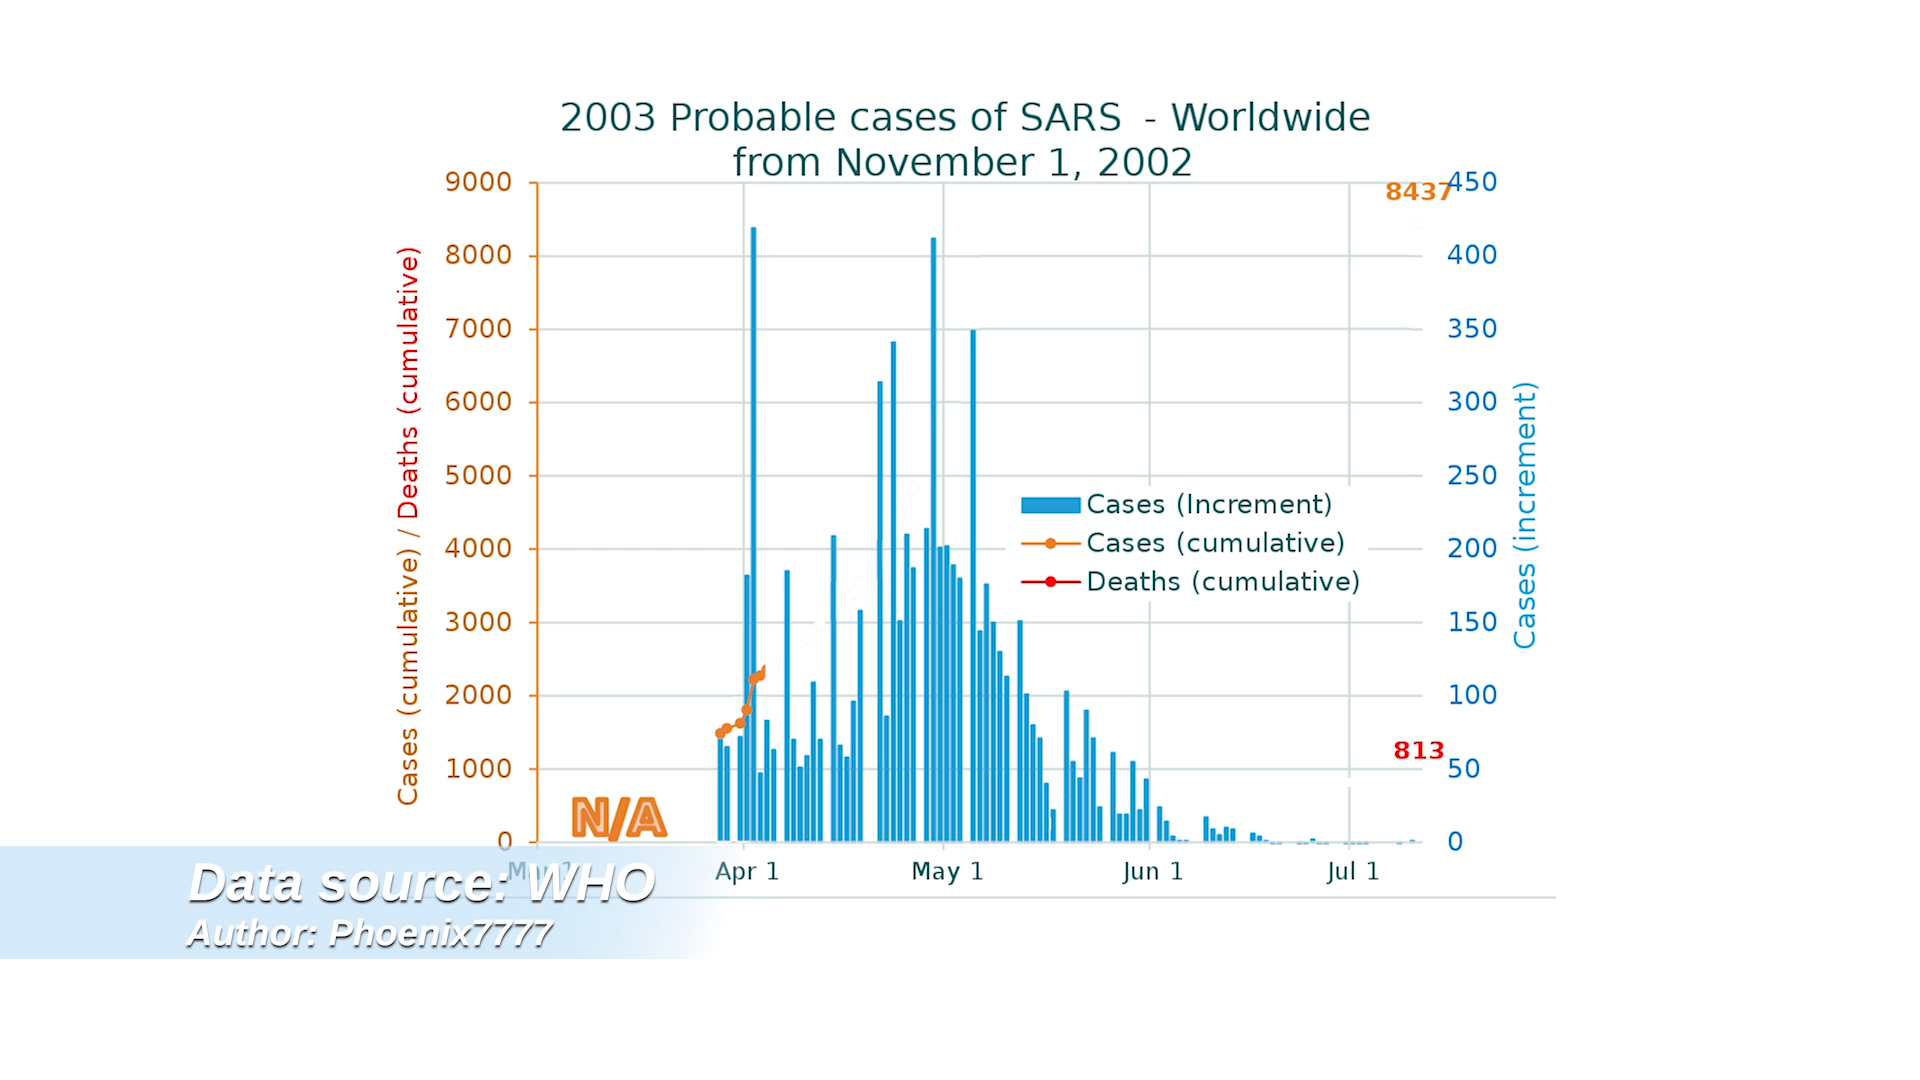 2003 Probable cases of SARS - Worldwide
from November 1, 2002
9000
8000
7000
6000
5000
4000
3000
2000
1000
0
Cases (cumulative) / Deaths (cumulative)
450
400
350
300
250
200
150
100
50
0
Cases (increment)
8437
813
Cases (Increment)
Cases (cumulative)
Deaths (cumulative)
N/A
Mar 1
Apr 1
May 1
Jun 1
Jul 1
Data source: WHO
Author: Phoenix7777